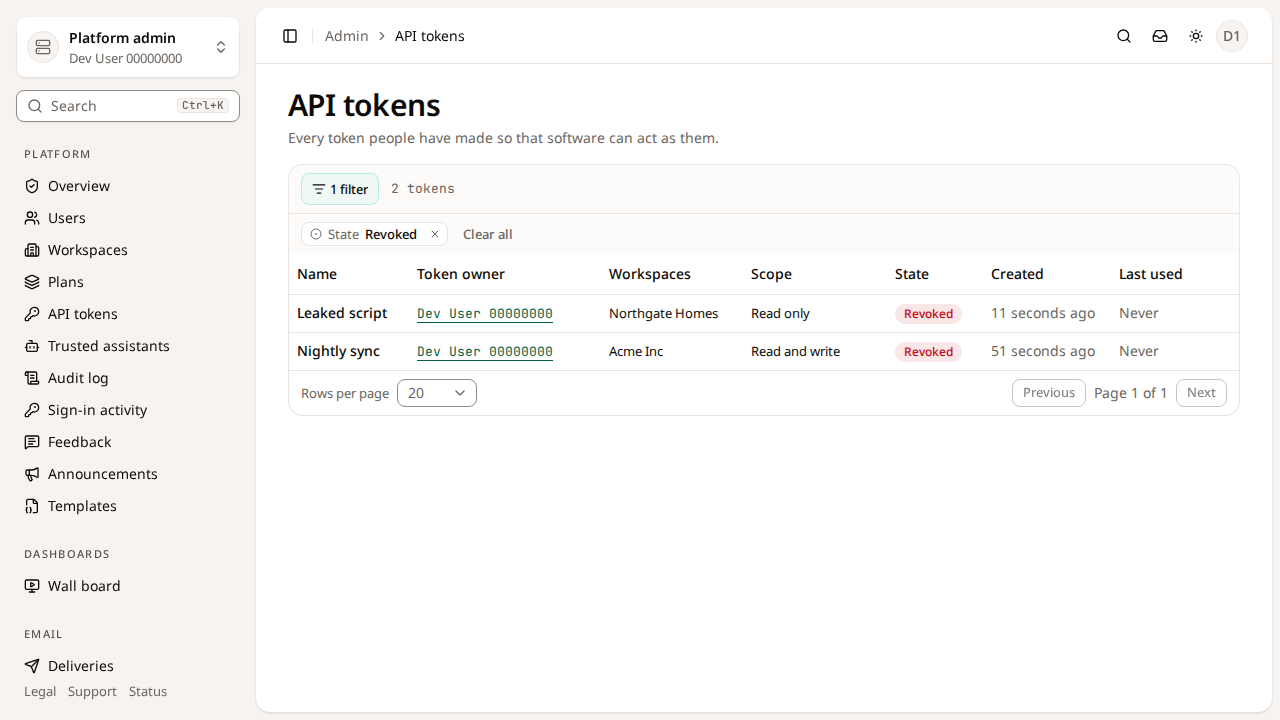 Platform admin
Dev User 00000000
Search Ctrl+K
PLATFORM
Overview
Users
Workspaces
Plans
API tokens
Trusted assistants
Audit log
Sign-in activity
Feedback
Announcements
Templates
DASHBOARDS
Wall board
EMAIL
Deliveries
Legal Support Status
Admin API tokens D1
API tokens
Every token people have made so that software can act as them.
1 filter 2 tokens
State Revoked Clear all
Name Token owner Workspaces Scope State Created Last used
Leaked script Dev User 00000000 Northgate Homes Read only Revoked 11 seconds ago Never
Nightly sync Dev User 00000000 Acme Inc Read and write Revoked 51 seconds ago Never
Rows per page 20 Previous Page 1 of 1 Next